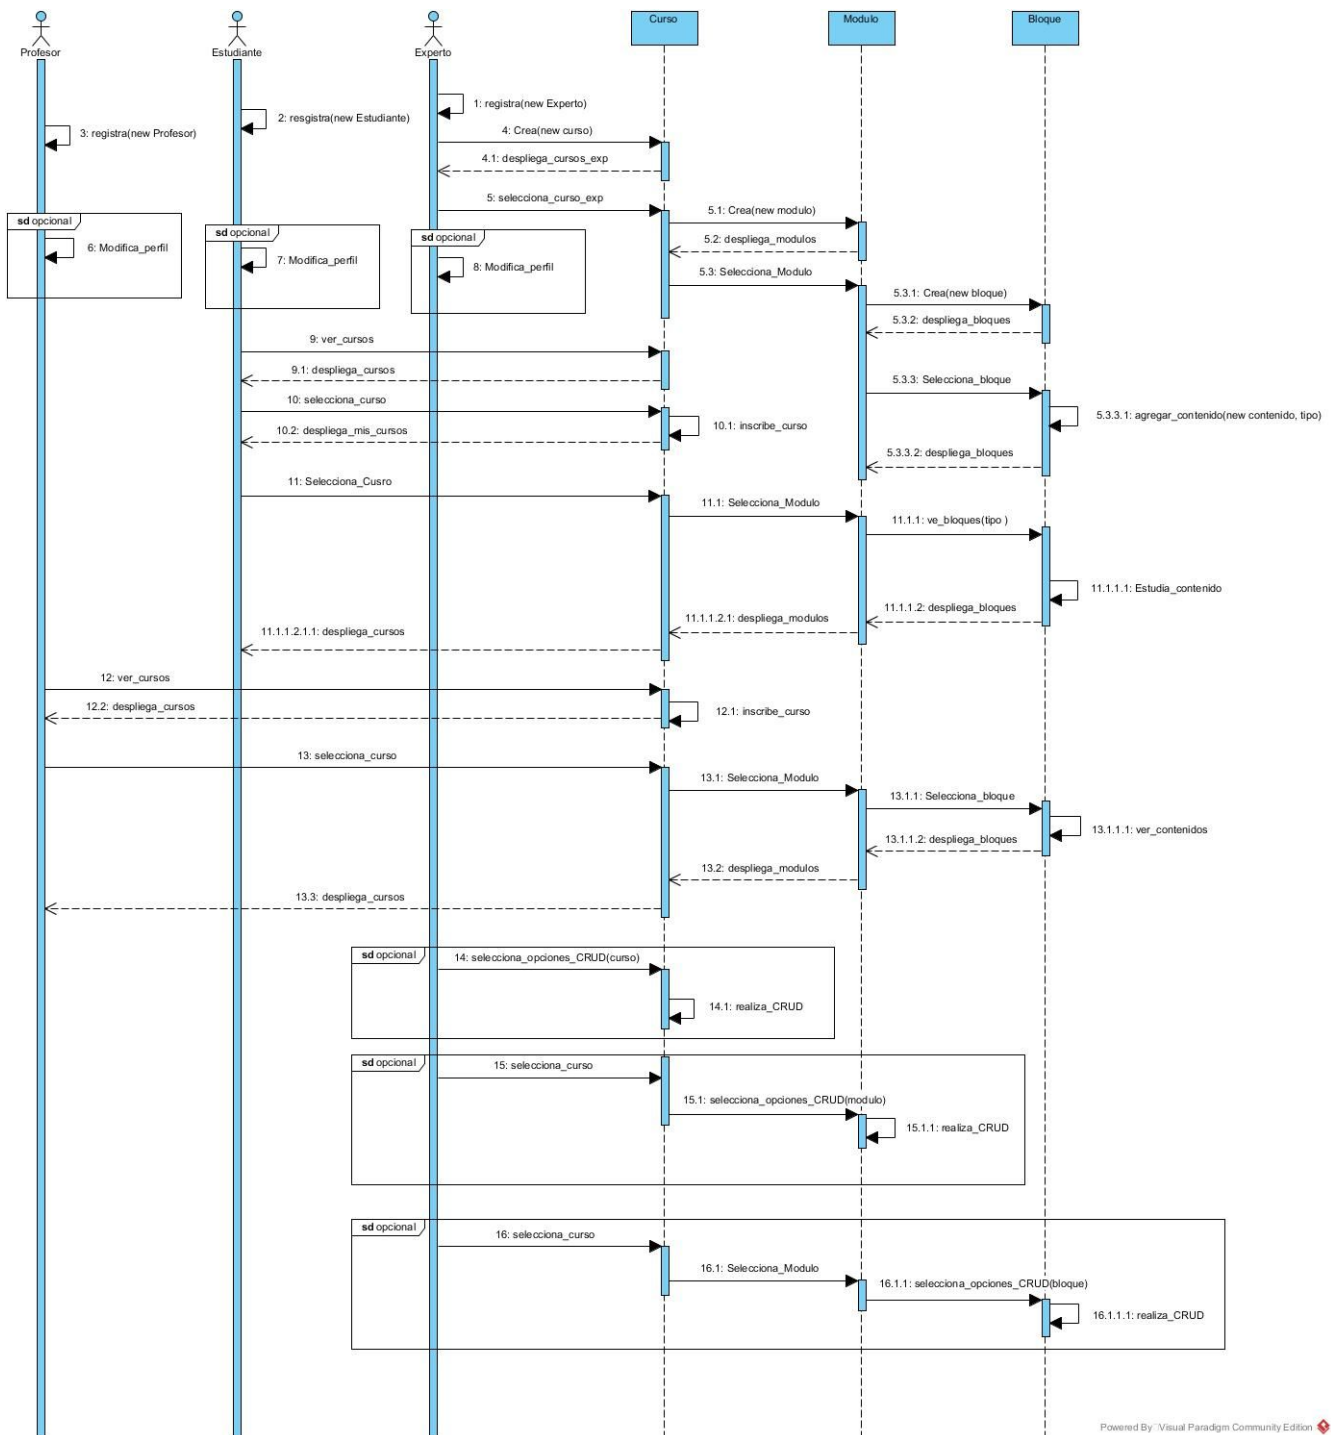 Curso
Modulo
Bloque
Profesor
Estudiante
Experto
1: registra(new Experto)
2: resgistra(new Estudiante)
3: registra(new Profesor)
4: Crea(new curso)
4.1: despliega_cursos_exp
5: selecciona_curso_exp
5.1: Crea(new modulo)
sd opcional
sd opcional
sd opcional
5.2: despliega_modulos
6: Modifica_perfil
7: Modifica_perfil
8: Modifica_perfil
5.3: Selecciona_Modulo
5.3.1: Crea(new bloque)
5.3.2: despliega_bloques
9: ver_cursos
9.1: despliega_cursos
5.3.3: Selecciona_bloque
10: selecciona_curso
5.3.3.1: agregar_contenido(new contenido, tipo)
10.1: inscribe_curso
10.2: despliega_mis_cursos
5.3.3.2: despliega_bloques
11: Selecciona_Cusro
11.1: Selecciona_Modulo
11.1.1: ve_bloques(tipo )
11.1.1.1: Estudia_contenido
11.1.1.2: despliega_bloques
11.1.1.2.1: despliega_modulos
11.1.1.2.1.1: despliega_cursos
12: ver_cursos
12.2: despliega_cursos
12.1: inscribe_curso
13: selecciona_curso
13.1: Selecciona_Modulo
13.1.1: Selecciona_bloque
13.1.1.1: ver_contenidos
13.1.1.2: despliega_bloques
13.2: despliega_modulos
13.3: despliega_cursos
sd opcional
14: selecciona_opciones_CRUD(curso)
14.1: realiza_CRUD
sd opcional
15: selecciona_curso
15.1: selecciona_opciones_CRUD(modulo)
15.1.1: realiza_CRUD
sd opcional
16: selecciona_curso
16.1: Selecciona_Modulo
16.1.1: selecciona_opciones_CRUD(bloque)
16.1.1.1: realiza_CRUD
Powered By Visual Paradigm Community Edition